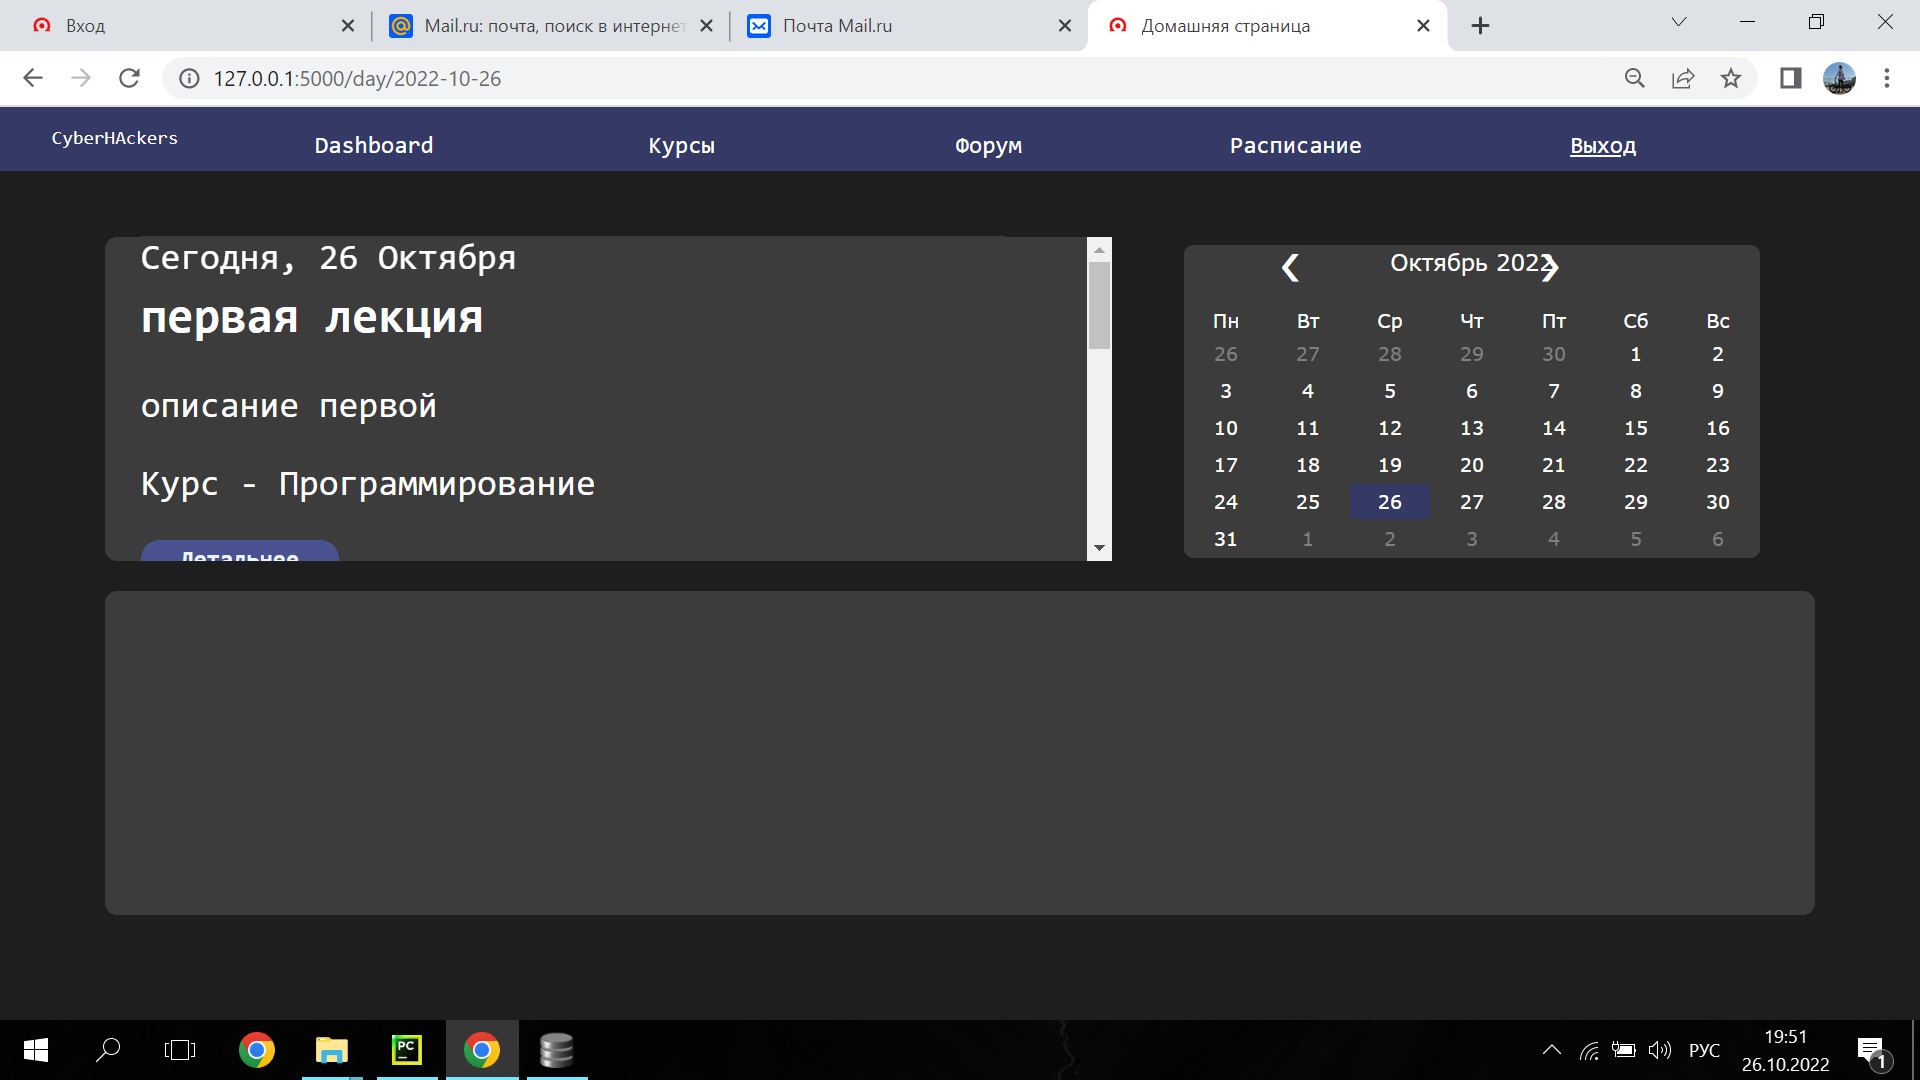 Вход
Mail.ru: почта, поиск в интернет
Почта Mail.ru
Домашняя страница
127.0.0.1:5000/day/2022-10-26
CyberHAckers
Dashboard
Курсы
Форум
Расписание
Выход
Сегодня, 26 Октября
первая лекция
описание первой
Курс - Программирование
Детальнее
❮ Октябрь 2022 ❯
Пн Вт Ср Чт Пт Сб Вс
26 27 28 29 30 1 2
3 4 5 6 7 8 9
10 11 12 13 14 15 16
17 18 19 20 21 22 23
24 25 26 27 28 29 30
31 1 2 3 4 5 6
PC
РУС
19:51
26.10.2022
1